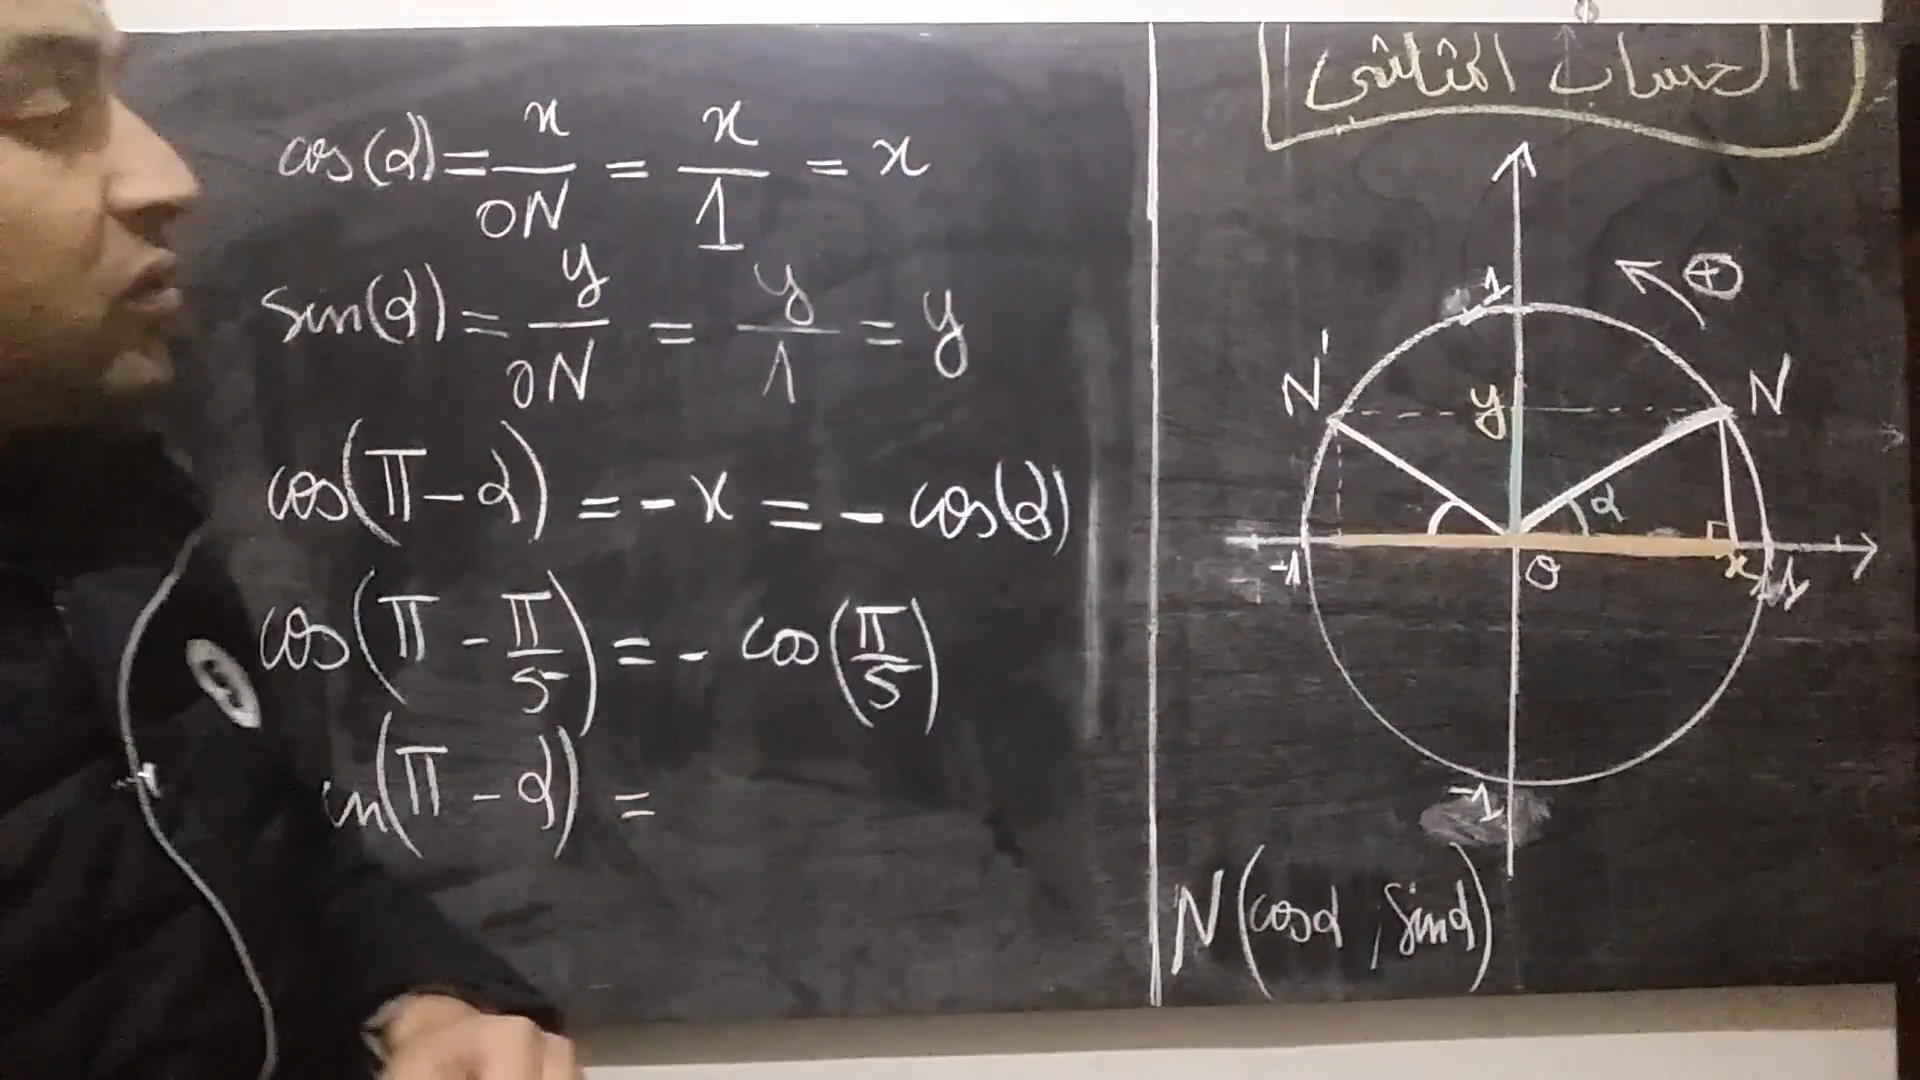 الحساب المثلثي
cos(α) = x/ON = x/1 = x
sin(α) = y/ON = y/1 = y
cos(π - α) = - x = - cos(α)
cos(π - π/5) = - cos(π/5)
in(π - α) =
1
⊕
N'
y
N
α
-1
O
x
-1
N(cosα , sinα)